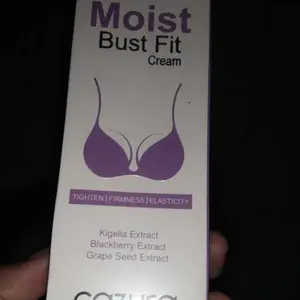 Moist
Bust Fit
Cream
TIGHTEN | FIRMNESS | ELASTICITY
Kigelia Extract
Blackberry Extract
Grape Seed Extract